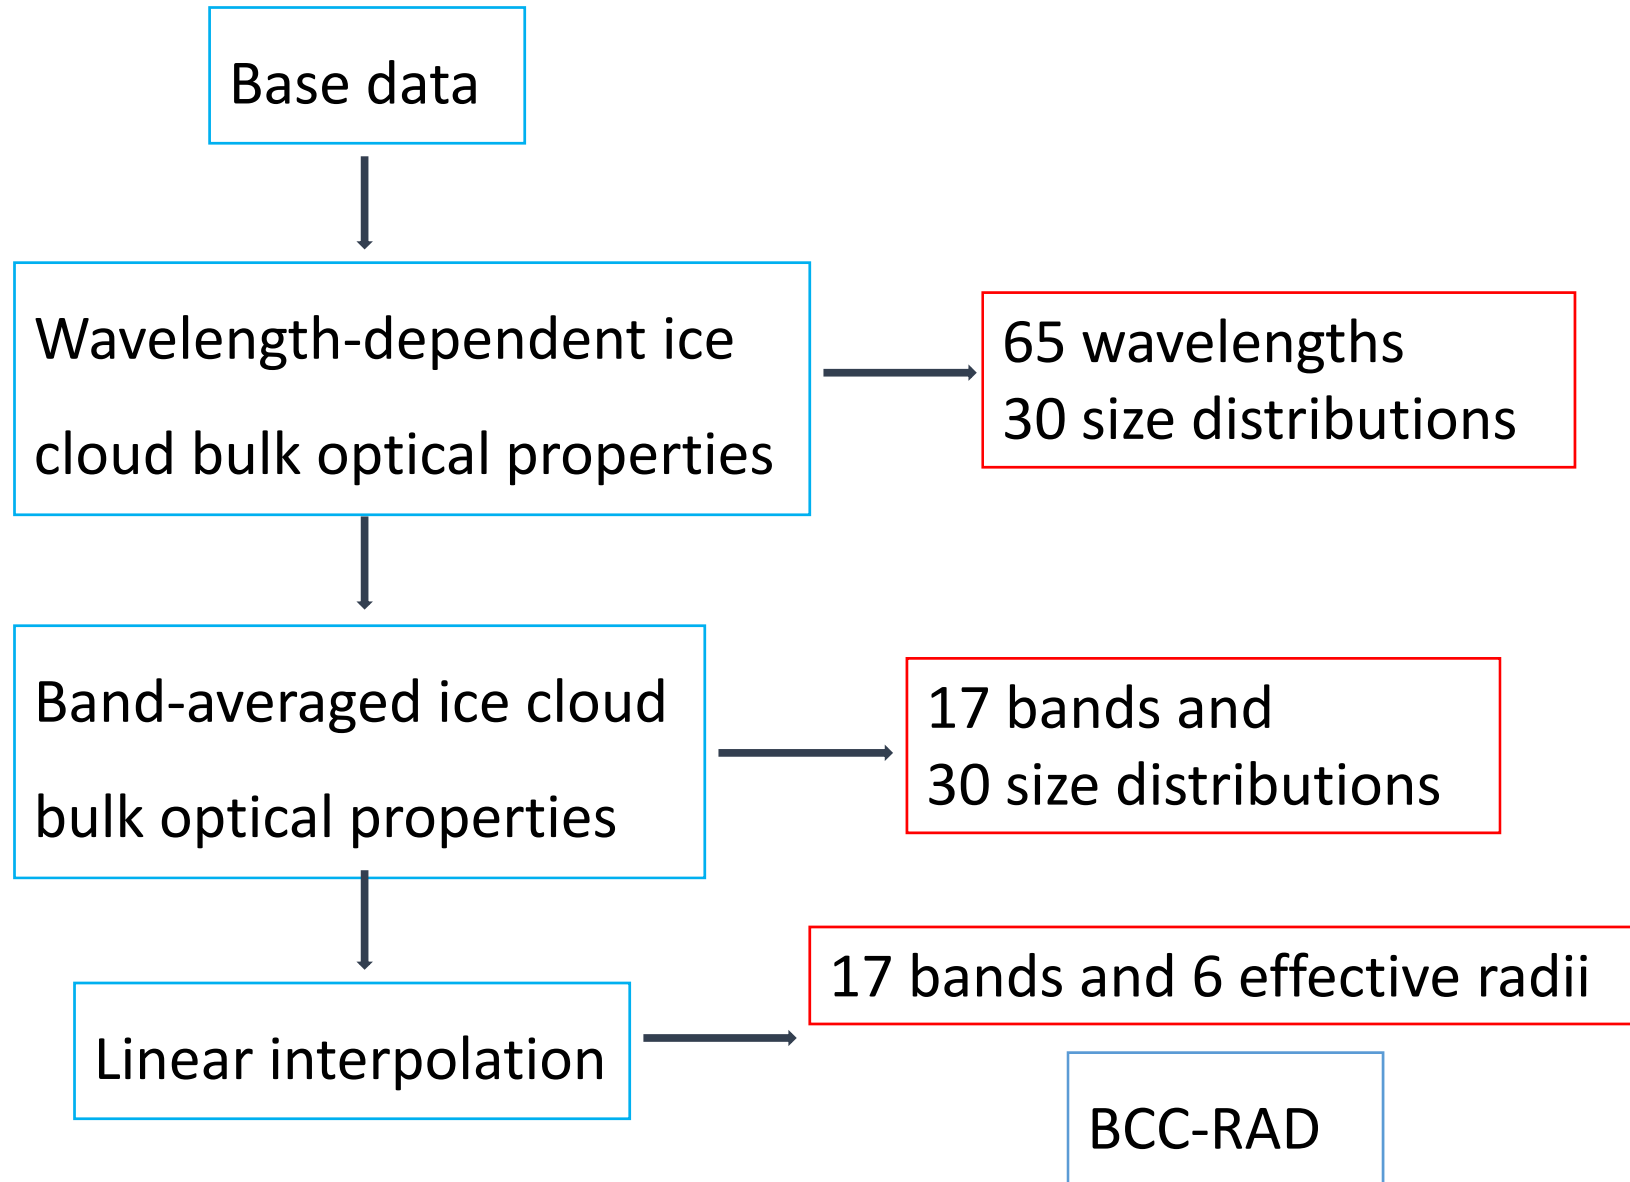 Base data
Wavelength-dependent ice
cloud bulk optical properties
65 wavelengths
30 size distributions
Band-averaged ice cloud
bulk optical properties
17 bands and
30 size distributions
Linear interpolation
17 bands and 6 effective radii
BCC-RAD